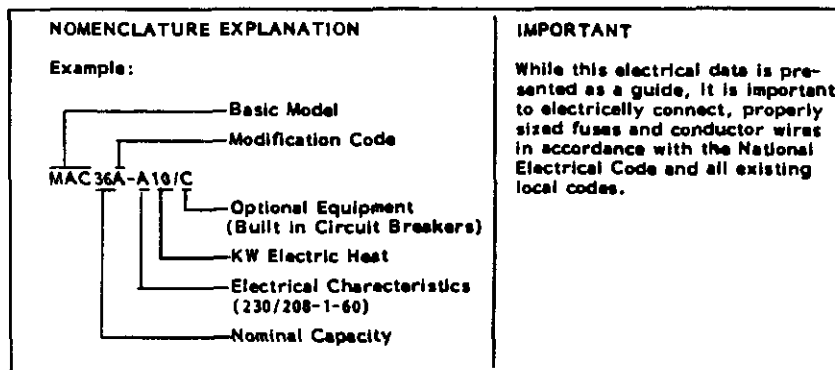 NOMENCLATURE EXPLANATION
Example:
Basic Model
Modification Code
MAC36A-A10/C
Optional Equipment
(Built in Circuit Breakers)
KW Electric Heat
Electrical Characteristics
(230/208-1-60)
Nominal Capacity
IMPORTANT
While this electrical data is pre-
sented as a guide, it is important
to electrically connect, properly
sized fuses and conductor wires
in accordance with the National
Electrical Code and all existing
local codes.